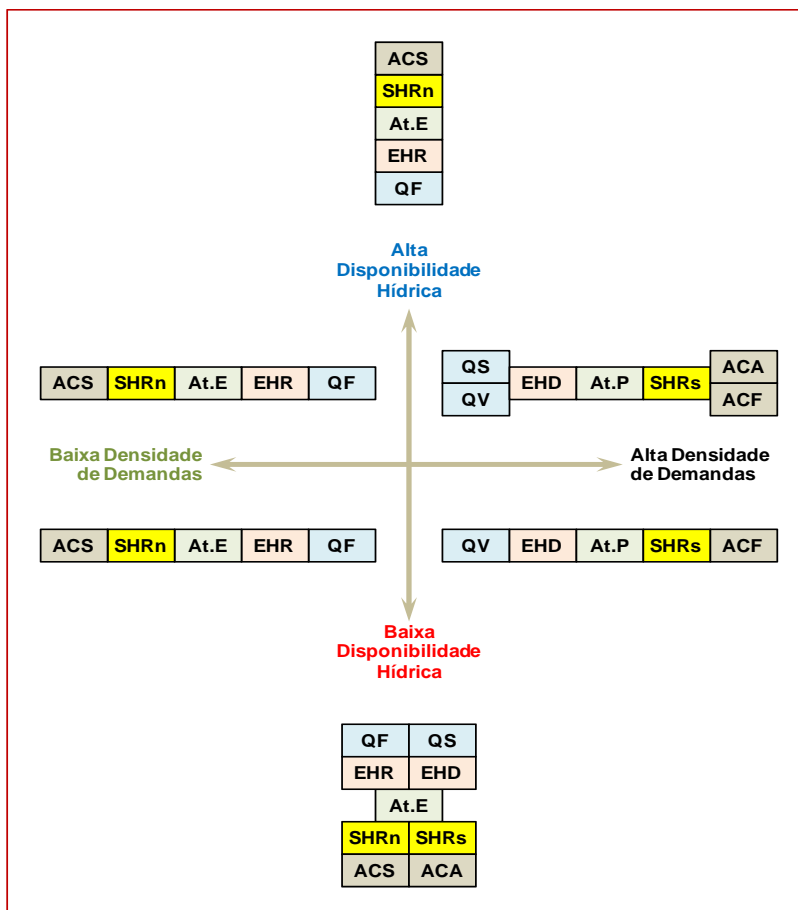 ACS
SHRn
At.E
EHR
QF
Alta
Disponibilidade
Hídrica
ACS SHRn At.E EHR QF
QS
QV
EHD At.P SHRs
ACA
ACF
Baixa Densidade
de Demandas
Alta Densidade
de Demandas
ACS SHRn At.E EHR QF
QV EHD At.P SHRs ACF
Baixa
Disponibilidade
Hídrica
QF QS
EHR EHD
At.E
SHRn SHRs
ACS ACA